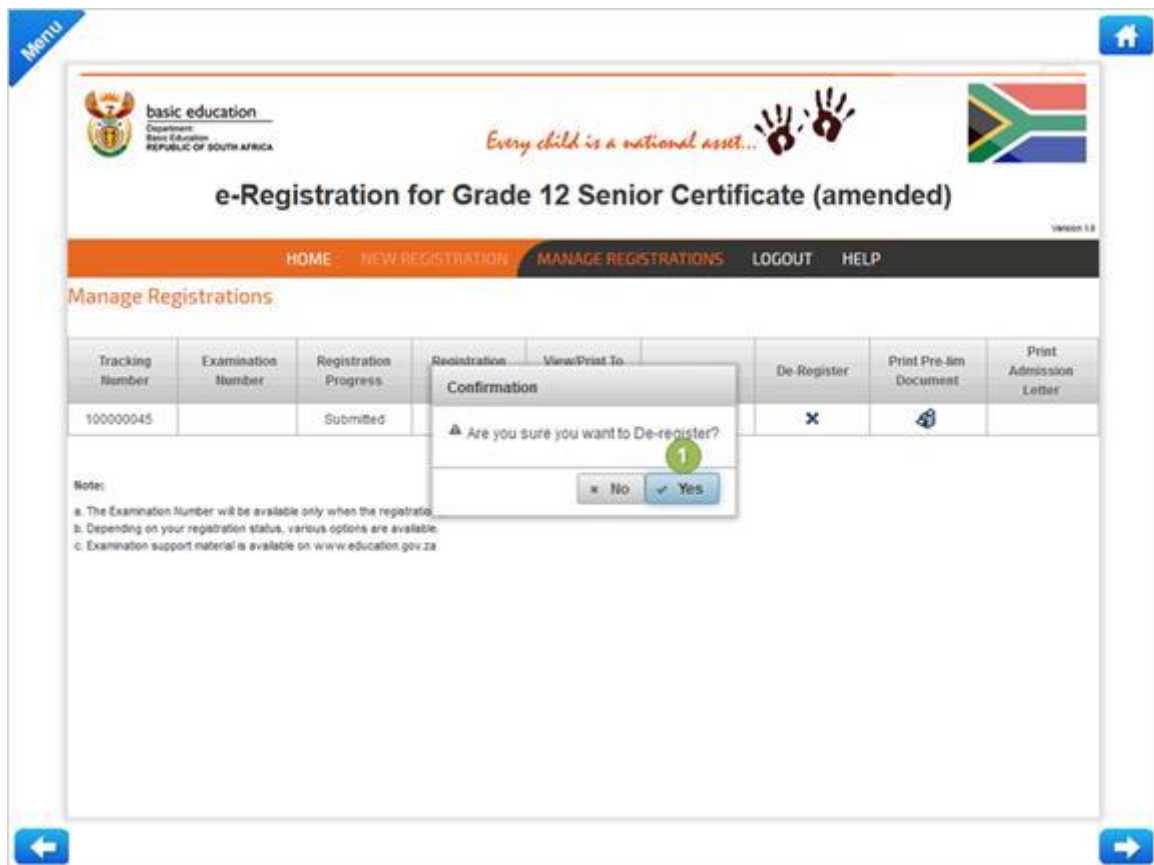 Menu
basic education
Department:
Basic Education
REPUBLIC OF SOUTH AFRICA
Every child is a national asset...
e-Registration for Grade 12 Senior Certificate (amended)
Version 1.0
HOME NEW REGISTRATION MANAGE REGISTRATIONS LOGOUT HELP
Manage Registrations
Tracking Number Examination Number Registration Progress Registration View/Print To De-Register Print Pre-lim Document Print Admission Letter
100000045 Submitted
Confirmation
Are you sure you want to De-register?
1
No Yes
Note:
a. The Examination Number will be available only when the registratio
b. Depending on your registration status, various options are available.
c. Examination support material is available on www.education.gov.za